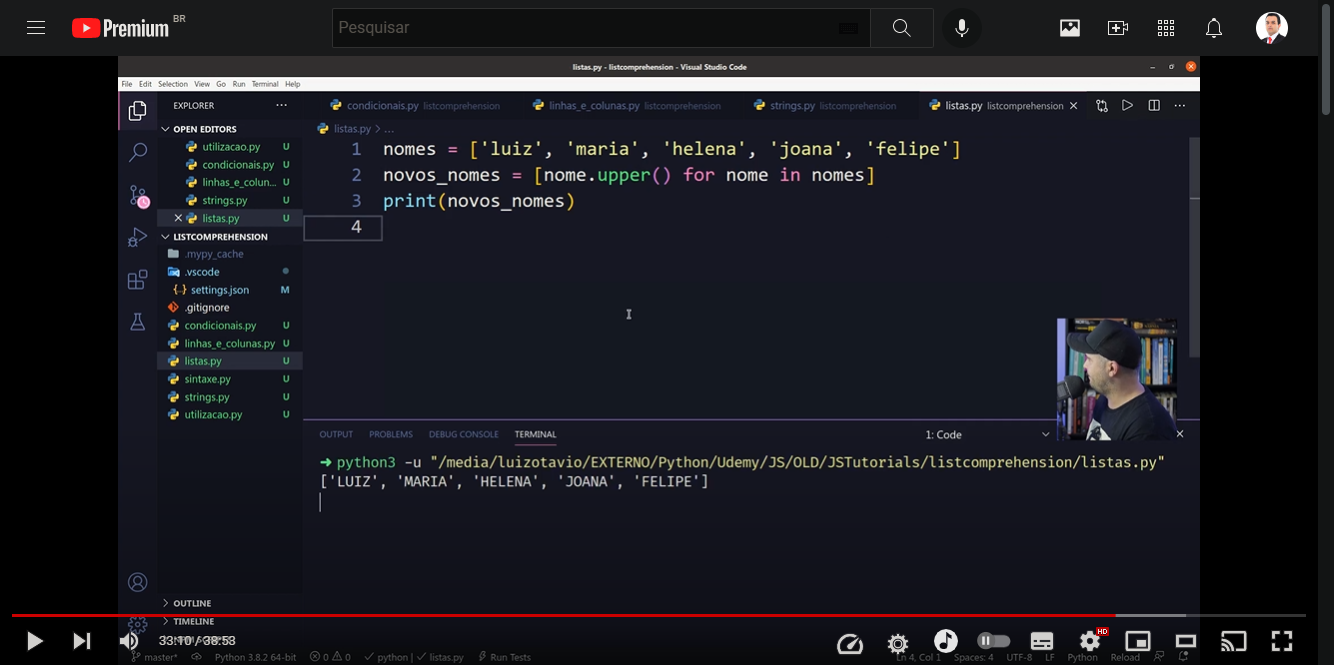 Premium BR
Pesquisar
listas.py - listcomprehension - Visual Studio Code
File Edit Selection View Go Run Terminal Help
EXPLORER
condicionais.py listcomprehension linhas_e_colunas.py listcomprehension strings.py listcomprehension listas.py listcomprehension
OPEN EDITORS
utilizacao.py U
condicionais.py U
linhas_e_colun... U
strings.py U
listas.py U
LISTCOMPREHENSION
.mypy_cache
.vscode
settings.json M
.gitignore
condicionais.py U
linhas_e_colunas.py U
listas.py U
sintaxe.py U
strings.py U
utilizacao.py U
OUTLINE
TIMELINE
listas.py > ...
1 nomes = ['luiz', 'maria', 'helena', 'joana', 'felipe']
2 novos_nomes = [nome.upper() for nome in nomes]
3 print(novos_nomes)
4
OUTPUT PROBLEMS DEBUG CONSOLE TERMINAL 1: Code
python3 -u "/media/luizotavio/EXTERNO/Python/Udemy/JS/OLD/JSTutorials/listcomprehension/listas.py"
['LUIZ', 'MARIA', 'HELENA', 'JOANA', 'FELIPE']
33:10 / 38:53
HD
master* Python 3.8.2 64-bit 0 0 python | listas.py Run Tests Ln 4, Col 1 Spaces: 4 UTF-8 LF Python Reload